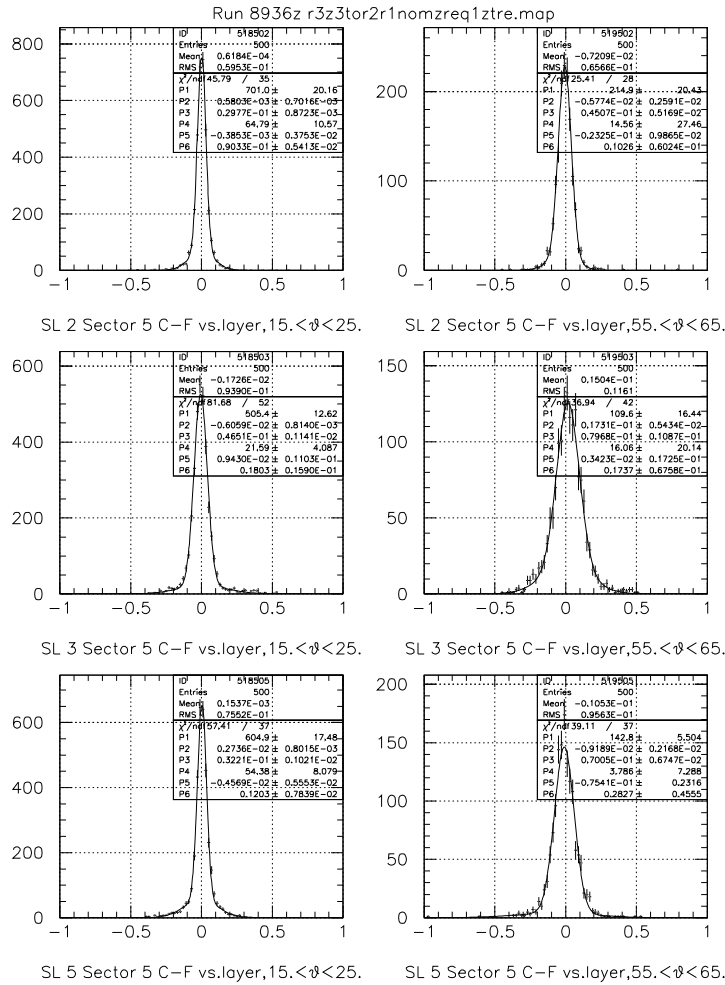 Run 8936z r3z3tor2r1nomzreq1ztre.map
ID 518502
Entries 500
Mean 0.6184E-04
RMS 0.5953E-01
χ²/ndf 45.79 / 35
P1 701.0 ± 20.16
P2 0.5803E-03 ± 0.7016E-03
P3 0.2977E-01 ± 0.8723E-03
P4 64.79 ± 10.57
P5 -0.3853E-03 ± 0.3753E-02
P6 0.9033E-01 ± 0.5413E-02
800
600
400
200
0
-1 -0.5 0 0.5 1
SL 2 Sector 5 C-F vs.layer,15.<ϑ<25.
ID 519502
Entries 500
Mean -0.7209E-02
RMS 0.6566E-01
χ²/ndf 25.41 / 28
P1 214.9 ± 20.43
P2 -0.5774E-02 ± 0.2591E-02
P3 0.4507E-01 ± 0.5169E-02
P4 14.56 ± 27.46
P5 -0.2325E-01 ± 0.9865E-02
P6 0.1026 ± 0.6024E-01
200
100
0
-1 -0.5 0 0.5 1
SL 2 Sector 5 C-F vs.layer,55.<ϑ<65.
ID 518503
Entries 500
Mean -0.1726E-02
RMS 0.9390E-01
χ²/ndf 81.68 / 52
P1 505.4 ± 12.62
P2 -0.6059E-02 ± 0.8140E-03
P3 0.4651E-01 ± 0.1141E-02
P4 21.59 ± 4.087
P5 0.9430E-02 ± 0.1103E-01
P6 0.1803 ± 0.1590E-01
600
400
200
0
-1 -0.5 0 0.5 1
SL 3 Sector 5 C-F vs.layer,15.<ϑ<25.
ID 519503
Entries 500
Mean 0.1504E-01
RMS 0.1161
χ²/ndf 36.94 / 42
P1 109.6 ± 16.44
P2 0.1731E-01 ± 0.5434E-02
P3 0.7968E-01 ± 0.1087E-01
P4 16.06 ± 20.14
P5 0.3423E-02 ± 0.1725E-01
P6 0.1737 ± 0.6758E-01
150
100
50
0
-1 -0.5 0 0.5 1
SL 3 Sector 5 C-F vs.layer,55.<ϑ<65.
ID 518505
Entries 500
Mean 0.1537E-03
RMS 0.7552E-01
χ²/ndf 57.41 / 37
P1 604.9 ± 17.48
P2 0.2736E-02 ± 0.8015E-03
P3 0.3221E-01 ± 0.1021E-02
P4 54.38 ± 8.079
P5 -0.4569E-02 ± 0.5553E-02
P6 0.1203 ± 0.7839E-02
600
400
200
0
-1 -0.5 0 0.5 1
SL 5 Sector 5 C-F vs.layer,15.<ϑ<25.
ID 519505
Entries 500
Mean -0.1053E-01
RMS 0.9563E-01
χ²/ndf 39.11 / 37
P1 142.8 ± 5.504
P2 -0.9189E-02 ± 0.2168E-02
P3 0.7005E-01 ± 0.6747E-02
P4 3.786 ± 7.288
P5 -0.7541E-01 ± 0.2316
P6 0.2827 ± 0.4555
200
150
100
50
0
-1 -0.5 0 0.5 1
SL 5 Sector 5 C-F vs.layer,55.<ϑ<65.